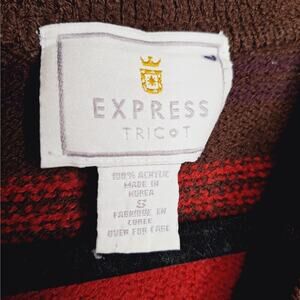 EXPRESS
TRICOT
100% ACRYLIC
MADE IN
KOREA
S
FABRIQUE EN
COREE
OVER FOR CARE